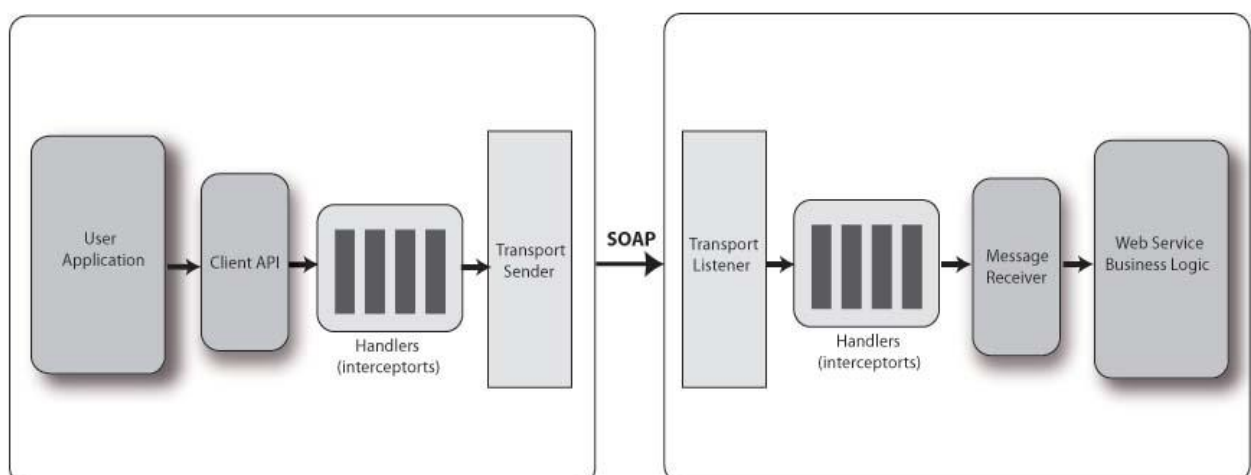 User
Application
Client API
Handlers
(interceptorts)
Transport
Sender
SOAP
Transport
Listener
Handlers
(interceptorts)
Message
Receiver
Web Service
Business Logic